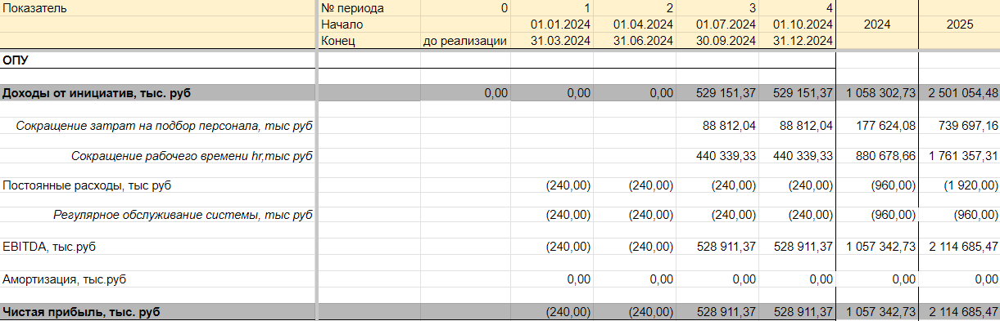 Показатель № периода 0 1 2 3 4
Начало 01.01.2024 01.04.2024 01.07.2024 01.10.2024 2024 2025
Конец до реализации 31.03.2024 31.06.2024 30.09.2024 31.12.2024
ОПУ
Доходы от инициатив, тыс. руб 0,00 0,00 0,00 529 151,37 529 151,37 1 058 302,73 2 501 054,48
Сокращение затрат на подбор персонала, тыс руб 88 812,04 88 812,04 177 624,08 739 697,16
Сокращение рабочего времени hr,тыс руб 440 339,33 440 339,33 880 678,66 1 761 357,31
Постоянные расходы, тыс руб (240,00) (240,00) (240,00) (240,00) (960,00) (1 920,00)
Регулярное обслуживание системы, тыс руб (240,00) (240,00) (240,00) (240,00) (960,00) (960,00)
EBITDA, тыс.руб (240,00) (240,00) 528 911,37 528 911,37 1 057 342,73 2 114 685,47
Амортизация, тыс.руб 0,00 0,00 0,00 0,00 0,00 0,00
Чистая прибыль, тыс. руб (240,00) (240,00) 528 911,37 528 911,37 1 057 342,73 2 114 685,47